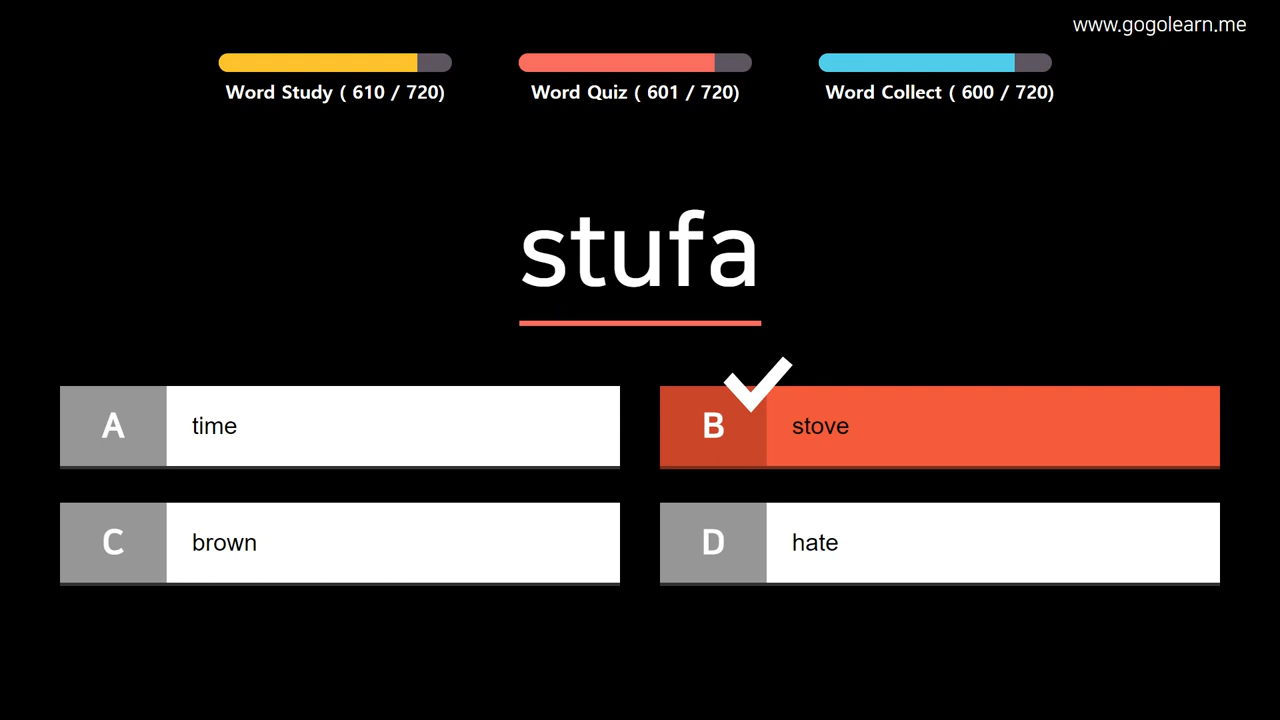 www.gogolearn.me
Word Study ( 610 / 720)
Word Quiz ( 601 / 720)
Word Collect ( 600 / 720)
stufa
A time
B stove
C brown
D hate